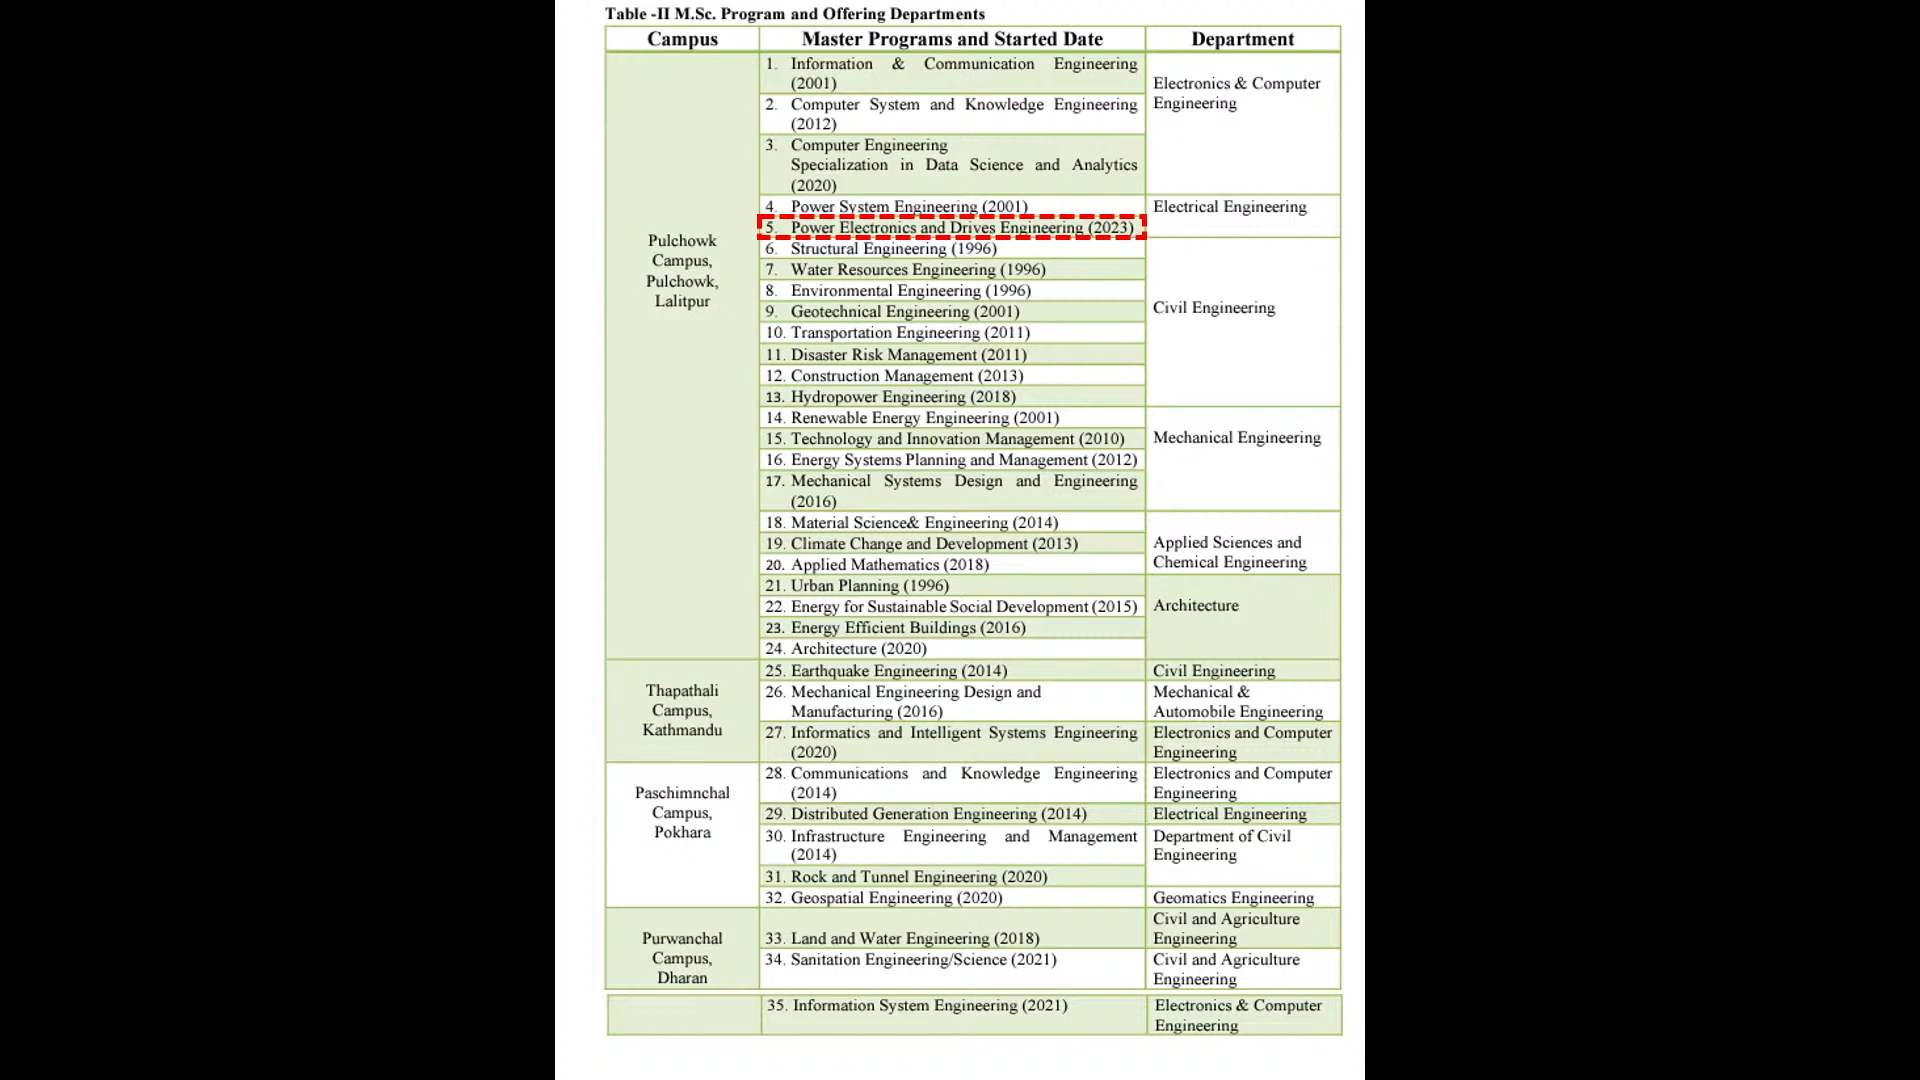 Table -II M.Sc. Program and Offering Departments
Campus Master Programs and Started Date Department
Pulchowk
Campus,
Pulchowk,
Lalitpur
1. Information & Communication Engineering
(2001)
2. Computer System and Knowledge Engineering
(2012)
3. Computer Engineering
Specialization in Data Science and Analytics
(2020)
Electronics & Computer
Engineering
4. Power System Engineering (2001)
5. Power Electronics and Drives Engineering (2023)
Electrical Engineering
6. Structural Engineering (1996)
7. Water Resources Engineering (1996)
8. Environmental Engineering (1996)
9. Geotechnical Engineering (2001)
10. Transportation Engineering (2011)
11. Disaster Risk Management (2011)
12. Construction Management (2013)
13. Hydropower Engineering (2018)
Civil Engineering
14. Renewable Energy Engineering (2001)
15. Technology and Innovation Management (2010)
16. Energy Systems Planning and Management (2012)
17. Mechanical Systems Design and Engineering
(2016)
Mechanical Engineering
18. Material Science& Engineering (2014)
19. Climate Change and Development (2013)
20. Applied Mathematics (2018)
Applied Sciences and
Chemical Engineering
21. Urban Planning (1996)
22. Energy for Sustainable Social Development (2015)
23. Energy Efficient Buildings (2016)
24. Architecture (2020)
Architecture
Thapathali
Campus,
Kathmandu
25. Earthquake Engineering (2014)
Civil Engineering
26. Mechanical Engineering Design and
Manufacturing (2016)
Mechanical &
Automobile Engineering
27. Informatics and Intelligent Systems Engineering
(2020)
Electronics and Computer
Engineering
Paschimnchal
Campus,
Pokhara
28. Communications and Knowledge Engineering
(2014)
Electronics and Computer
Engineering
29. Distributed Generation Engineering (2014)
Electrical Engineering
30. Infrastructure Engineering and Management
(2014)
31. Rock and Tunnel Engineering (2020)
Department of Civil
Engineering
32. Geospatial Engineering (2020)
Geomatics Engineering
Purwanchal
Campus,
Dharan
33. Land and Water Engineering (2018)
Civil and Agriculture
Engineering
34. Sanitation Engineering/Science (2021)
Civil and Agriculture
Engineering
35. Information System Engineering (2021)
Electronics & Computer
Engineering